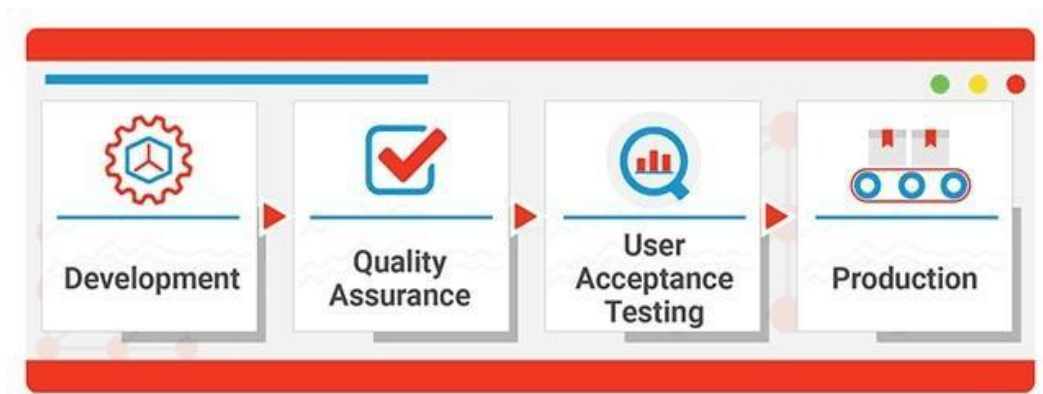 Development
Quality
Assurance
User
Acceptance
Testing
Production